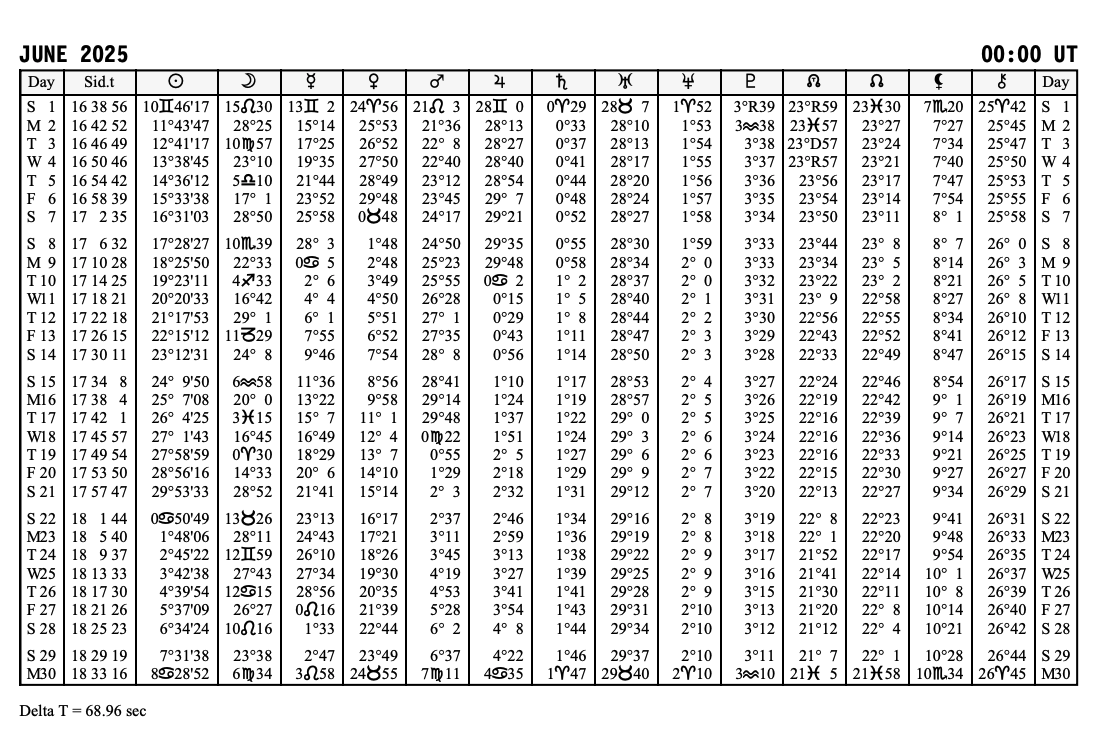 JUNE 2025 00:00 UT
Day Sid.t ☉ ☽ ☿ ♀ ♂ ♃ ♄ ♅ ♆ ♇ ☊ ☊ ⚸ ⚷ Day
S 1 16 38 56 10♊46'17 15♌30 13♊ 2 24♈56 21♌ 3 28♊ 0 0♈29 28♉ 7 1♈52 3°R39 23°R59 23♓30 7♏20 25♈42 S 1
M 2 16 42 52 11°43'47 28°25 15°14 25°53 21°36 28°13 0°33 28°10 1°53 3♒38 23♓57 23°27 7°27 25°45 M 2
T 3 16 46 49 12°41'17 10♍57 17°25 26°52 22° 8 28°27 0°37 28°13 1°54 3°38 23°D57 23°24 7°34 25°47 T 3
W 4 16 50 46 13°38'45 23°10 19°35 27°50 22°40 28°40 0°41 28°17 1°55 3°37 23°R57 23°21 7°40 25°50 W 4
T 5 16 54 42 14°36'12 5♎10 21°44 28°49 23°12 28°54 0°44 28°20 1°56 3°36 23°56 23°17 7°47 25°53 T 5
F 6 16 58 39 15°33'38 17° 1 23°52 29°48 23°45 29° 7 0°48 28°24 1°57 3°35 23°54 23°14 7°54 25°55 F 6
S 7 17 2 35 16°31'03 28°50 25°58 0♉48 24°17 29°21 0°52 28°27 1°58 3°34 23°50 23°11 8° 1 25°58 S 7
S 8 17 6 32 17°28'27 10♏39 28° 3 1°48 24°50 29°35 0°55 28°30 1°59 3°33 23°44 23° 8 8° 7 26° 0 S 8
M 9 17 10 28 18°25'50 22°33 0♋ 5 2°48 25°23 29°48 0°58 28°34 2° 0 3°33 23°34 23° 5 8°14 26° 3 M 9
T 10 17 14 25 19°23'11 4♐33 2° 6 3°49 25°55 0♋ 2 1° 2 28°37 2° 0 3°32 23°22 23° 2 8°21 26° 5 T 10
W11 17 18 21 20°20'33 16°42 4° 4 4°50 26°28 0°15 1° 5 28°40 2° 1 3°31 23° 9 22°58 8°27 26° 8 W11
T 12 17 22 18 21°17'53 29° 1 6° 1 5°51 27° 1 0°29 1° 8 28°44 2° 2 3°30 22°56 22°55 8°34 26°10 T 12
F 13 17 26 15 22°15'12 11♑29 7°55 6°52 27°35 0°43 1°11 28°47 2° 3 3°29 22°43 22°52 8°41 26°12 F 13
S 14 17 30 11 23°12'31 24° 8 9°46 7°54 28° 8 0°56 1°14 28°50 2° 3 3°28 22°33 22°49 8°47 26°15 S 14
S 15 17 34 8 24° 9'50 6♒58 11°36 8°56 28°41 1°10 1°17 28°53 2° 4 3°27 22°24 22°46 8°54 26°17 S 15
M16 17 38 4 25° 7'08 20° 0 13°22 9°58 29°14 1°24 1°19 28°57 2° 5 3°26 22°19 22°42 9° 1 26°19 M16
T 17 17 42 1 26° 4'25 3♓15 15° 7 11° 1 29°48 1°37 1°22 29° 0 2° 5 3°25 22°16 22°39 9° 7 26°21 T 17
W18 17 45 57 27° 1'43 16°45 16°49 12° 4 0♍22 1°51 1°24 29° 3 2° 6 3°24 22°16 22°36 9°14 26°23 W18
T 19 17 49 54 27°58'59 0♈30 18°29 13° 7 0°55 2° 5 1°27 29° 6 2° 6 3°23 22°16 22°33 9°21 26°25 T 19
F 20 17 53 50 28°56'16 14°33 20° 6 14°10 1°29 2°18 1°29 29° 9 2° 7 3°22 22°15 22°30 9°27 26°27 F 20
S 21 17 57 47 29°53'33 28°52 21°41 15°14 2° 3 2°32 1°31 29°12 2° 7 3°20 22°13 22°27 9°34 26°29 S 21
S 22 18 1 44 0♋50'49 13♉26 23°13 16°17 2°37 2°46 1°34 29°16 2° 8 3°19 22° 8 22°23 9°41 26°31 S 22
M23 18 5 40 1°48'06 28°11 24°43 17°21 3°11 2°59 1°36 29°19 2° 8 3°18 22° 1 22°20 9°48 26°33 M23
T 24 18 9 37 2°45'22 12♊59 26°10 18°26 3°45 3°13 1°38 29°22 2° 9 3°17 21°52 22°17 9°54 26°35 T 24
W25 18 13 33 3°42'38 27°43 27°34 19°30 4°19 3°27 1°39 29°25 2° 9 3°16 21°41 22°14 10° 1 26°37 W25
T 26 18 17 30 4°39'54 12♋15 28°56 20°35 4°53 3°41 1°41 29°28 2° 9 3°15 21°30 22°11 10° 8 26°39 T 26
F 27 18 21 26 5°37'09 26°27 0♌16 21°39 5°28 3°54 1°43 29°31 2°10 3°13 21°20 22° 8 10°14 26°40 F 27
S 28 18 25 23 6°34'24 10♌16 1°33 22°44 6° 2 4° 8 1°44 29°34 2°10 3°12 21°12 22° 4 10°21 26°42 S 28
S 29 18 29 19 7°31'38 23°38 2°47 23°49 6°37 4°22 1°46 29°37 2°10 3°11 21° 7 22° 1 10°28 26°44 S 29
M30 18 33 16 8♋28'52 6♍34 3♌58 24♉55 7♍11 4♋35 1♈47 29♉40 2♈10 3♒10 21♓ 5 21♓58 10♏34 26♈45 M30
Delta T = 68.96 sec